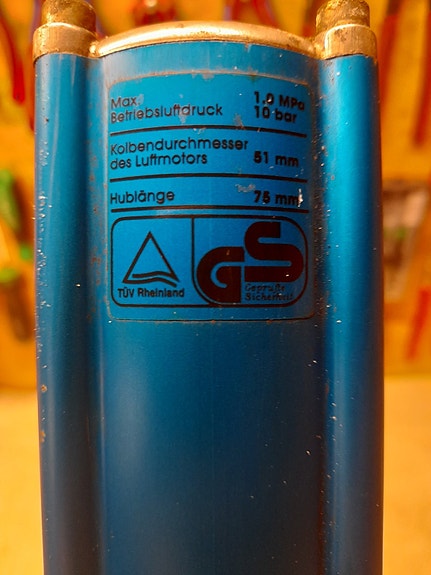 Max. 1.0 MPa
Betriebsluftdruck 10 bar
Kolbendurchmesser
des Luftmotors 51 mm
Hublänge 75 mm
TÜV Rheinland
GS
Geprüfte
Sicherheit